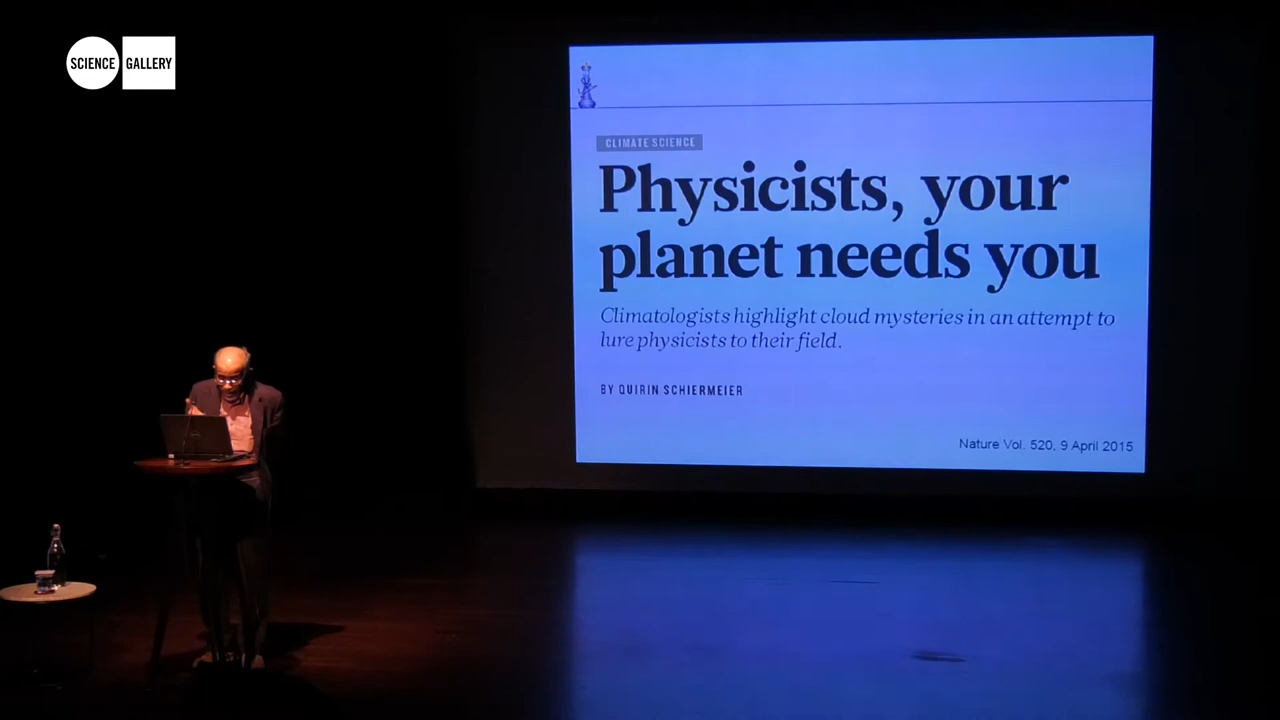 SCIENCE GALLERY
CLIMATE SCIENCE
Physicists, your
planet needs you
Climatologists highlight cloud mysteries in an attempt to
lure physicists to their field.
BY QUIRIN SCHIERMEIER
Nature Vol. 520, 9 April 2015